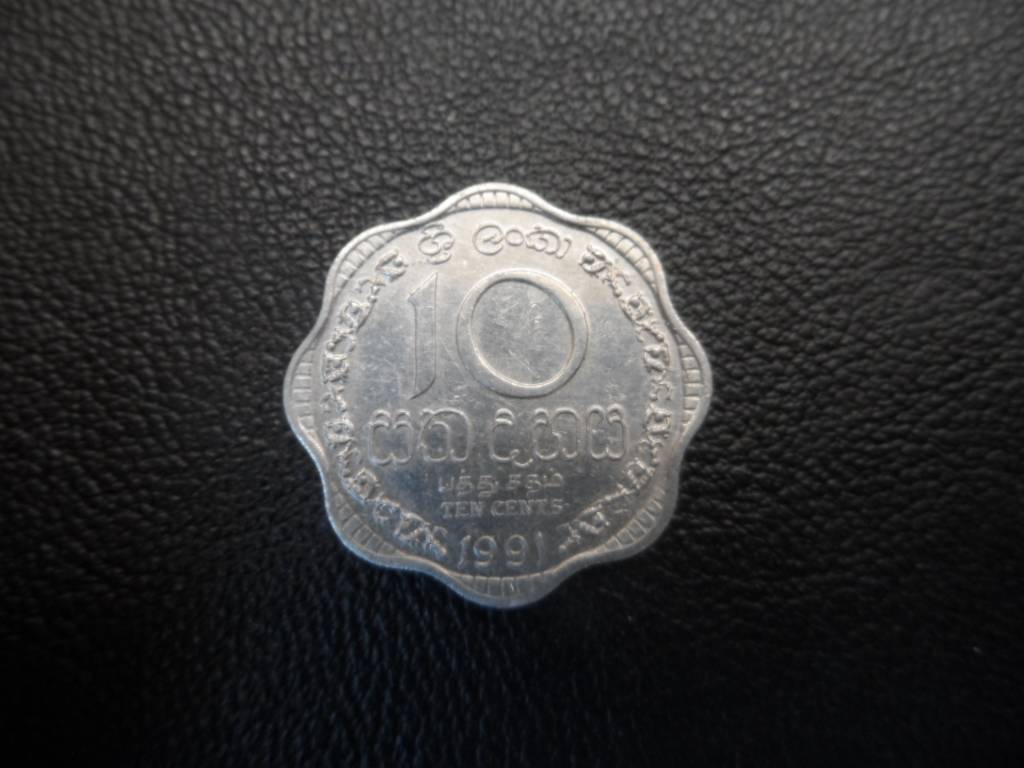 ශ්‍රී ලංකා
10
සත දහය
பத்து சதம்
TEN CENTS
1991